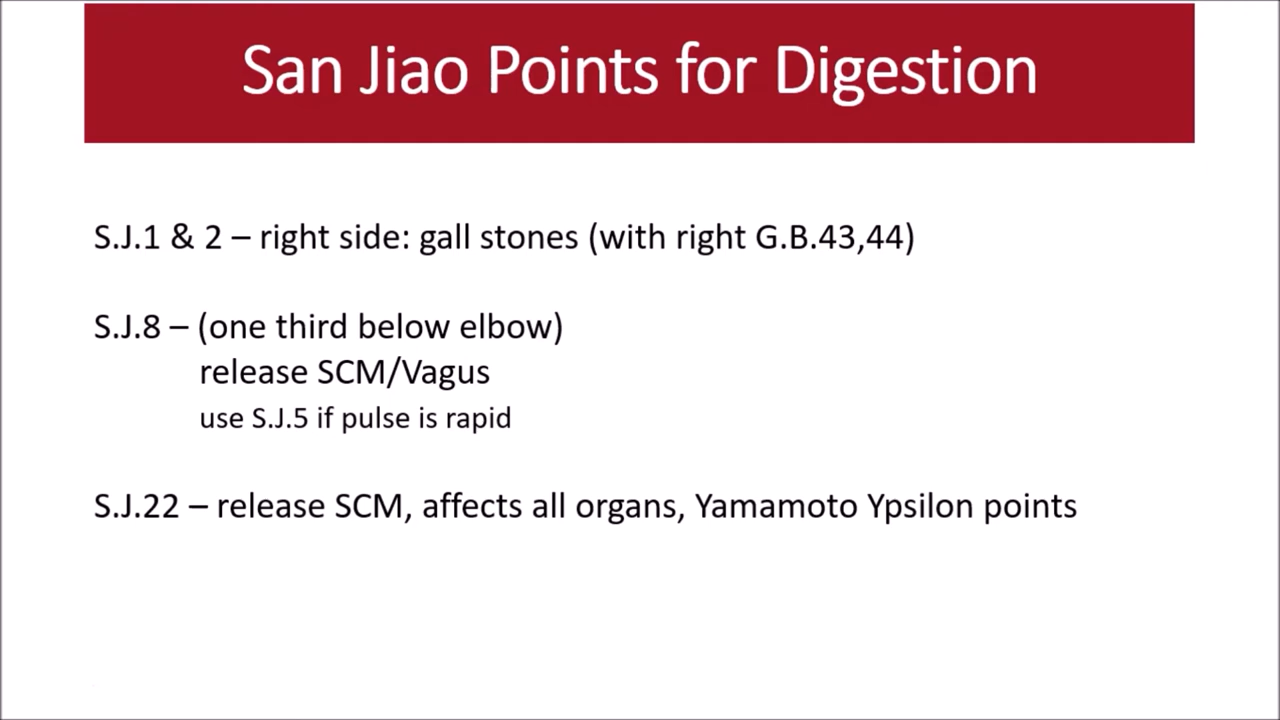 San Jiao Points for Digestion
S.J.1 & 2 – right side: gall stones (with right G.B.43,44)
S.J.8 – (one third below elbow)
release SCM/Vagus
use S.J.5 if pulse is rapid
S.J.22 – release SCM, affects all organs, Yamamoto Ypsilon points